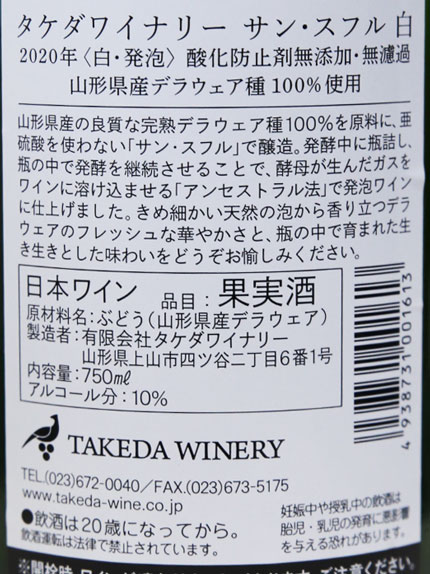 タケダワイナリー サン・スフル 白
2020年〈白・発泡〉 酸化防止剤無添加・無濾過
山形県産デラウェア種100%使用
山形県産の良質な完熟デラウェア種100%を原料に、亜
硫酸を使わない「サン・スフル」で醸造。発酵中に瓶詰し、
瓶の中で発酵を継続させることで、酵母が生んだガスを
ワインに溶け込ませる「アンセストラル法」で発泡ワイン
に仕上げました。きめ細かい天然の泡から香り立つデラ
ウェアのフレッシュな華やかさと、瓶の中で育まれた生
き生きとした味わいをどうぞお愉しみください。
日本ワイン 品目：果実酒
原材料名：ぶどう（山形県産デラウェア）
製造者：有限会社タケダワイナリー
山形県上山市四ツ谷二丁目6番1号
内容量：750mℓ
アルコール分：10%
4938731001613
TAKEDA WINERY
TEL.(023)672-0040／FAX.(023)673-5175
www.takeda-wine.co.jp
●飲酒は20歳になってから。
飲酒運転は法律で禁止されています。
妊娠中や授乳中の飲酒は
胎児・乳児の発育に悪影響
を与える恐れがあります。